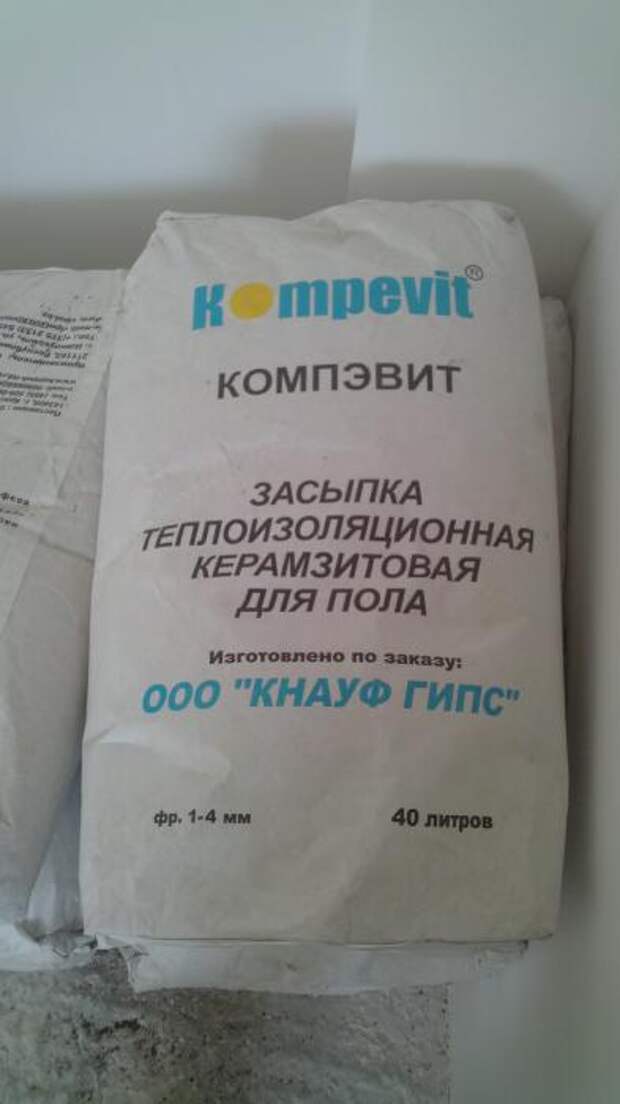 Kompevit®
КОМПЭВИТ
ЗАСЫПКА
ТЕПЛОИЗОЛЯЦИОННАЯ
КЕРАМЗИТОВАЯ
ДЛЯ ПОЛА
Изготовлено по заказу:
ООО "КНАУФ ГИПС"
фр. 1-4 мм
40 литров